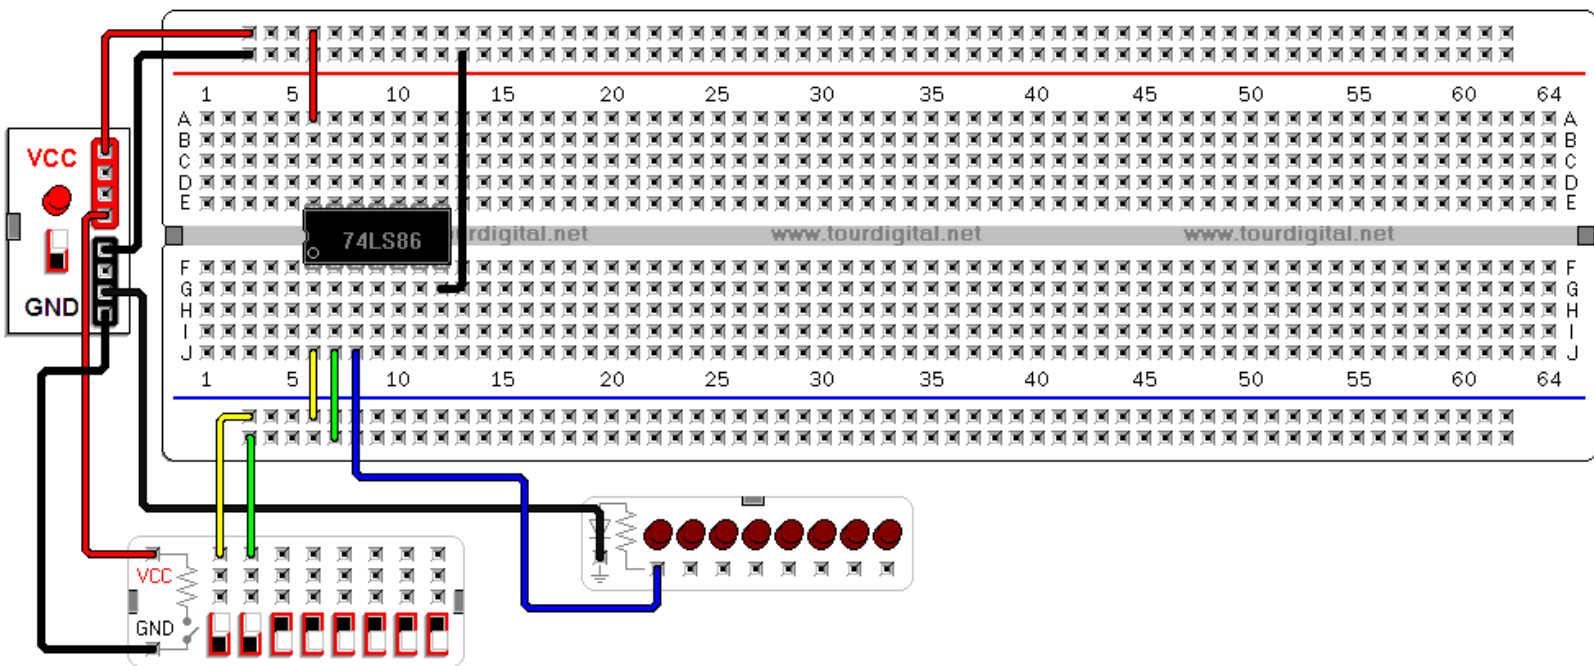 1 5 10 15 20 25 30 35 40 45 50 55 60 64
A A
B B
C C
D D
E E
VCC
74LS86
rdigital.net www.tourdigital.net www.tourdigital.net
GND
F F
G G
H H
I I
J J
1 5 10 15 20 25 30 35 40 45 50 55 60 64
VCC
GND